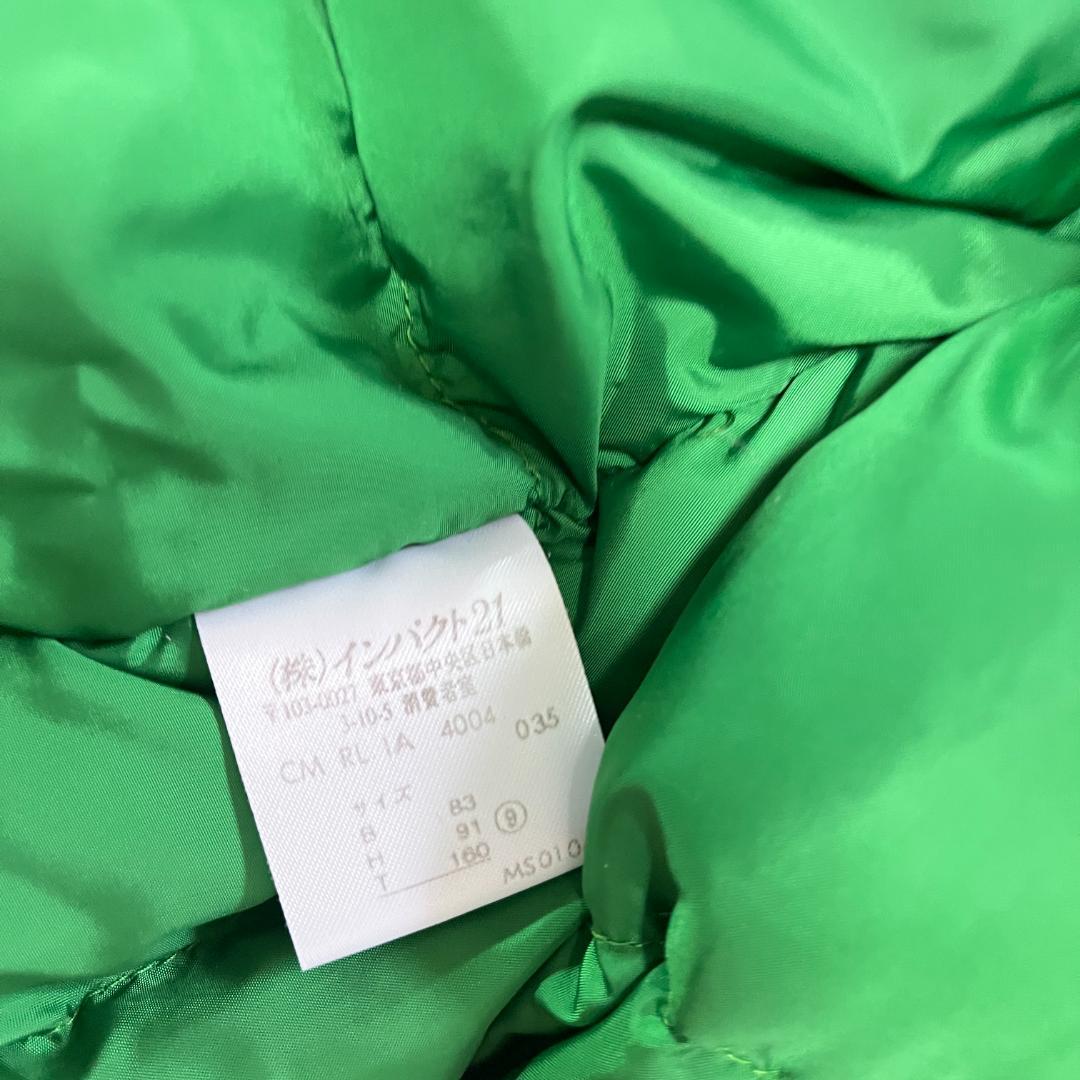 (株)インパクト21
〒103-0027 東京都中央区日本橋
3-10-5 消費者室
CM RL IA 4004 035
サイズ
B 83
H 91 ⑨
T 160
MS010